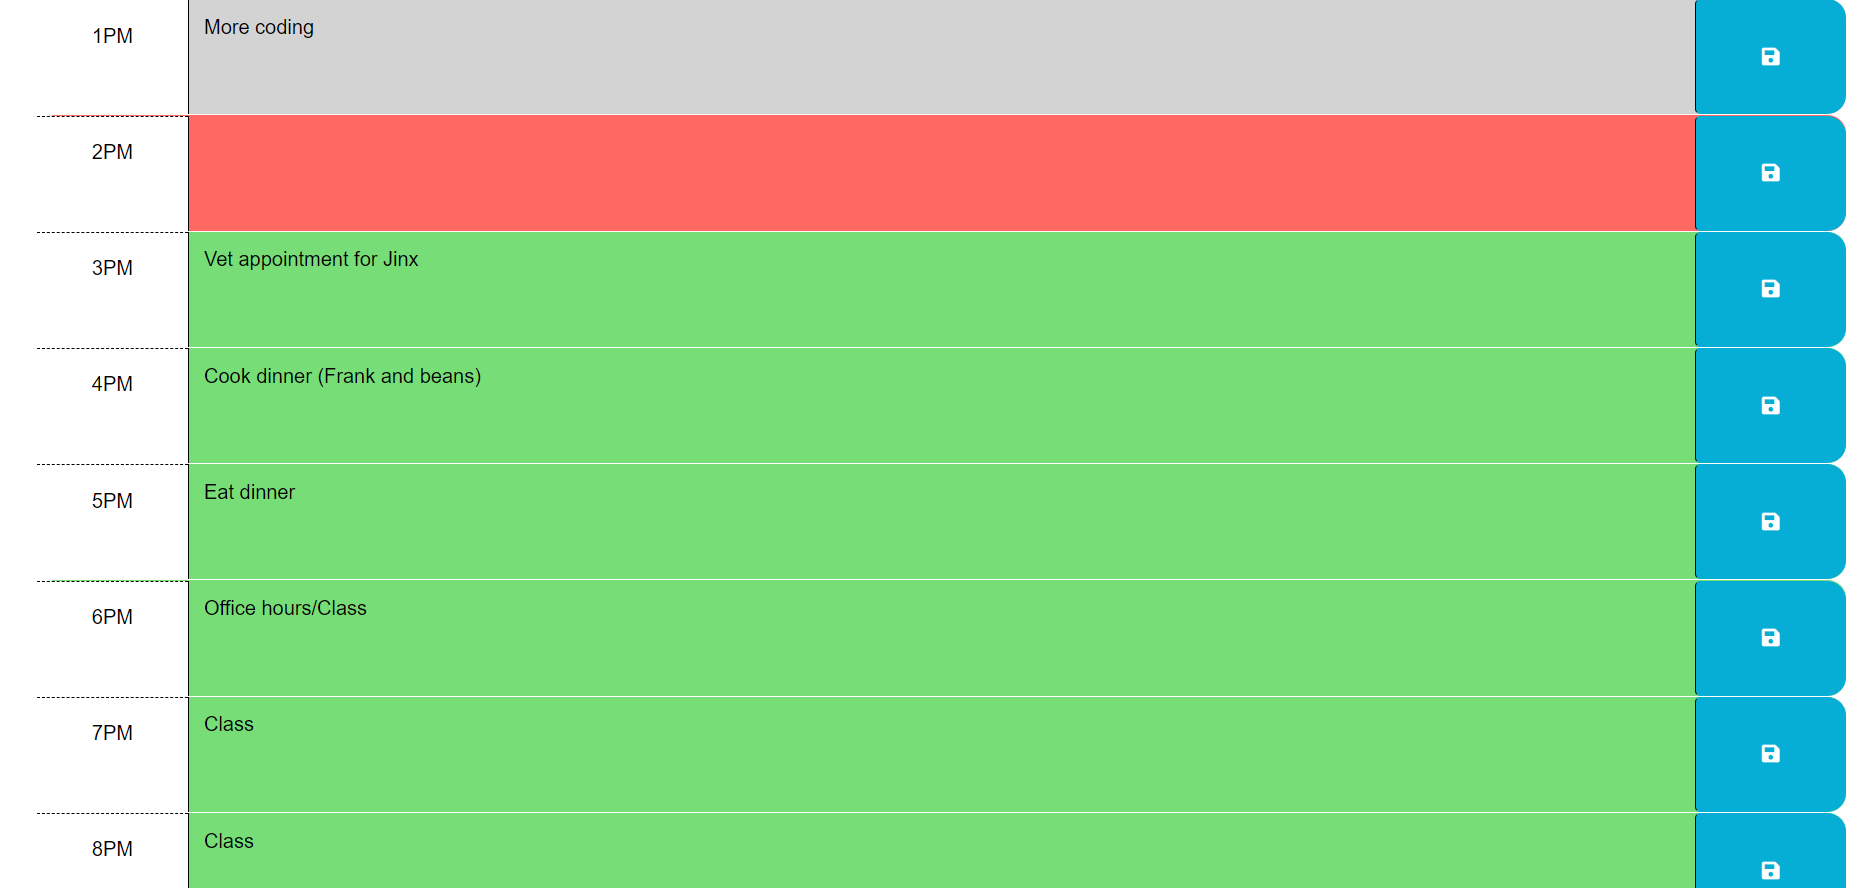 1PM More coding
2PM
3PM Vet appointment for Jinx
4PM Cook dinner (Frank and beans)
5PM Eat dinner
6PM Office hours/Class
7PM Class
8PM Class